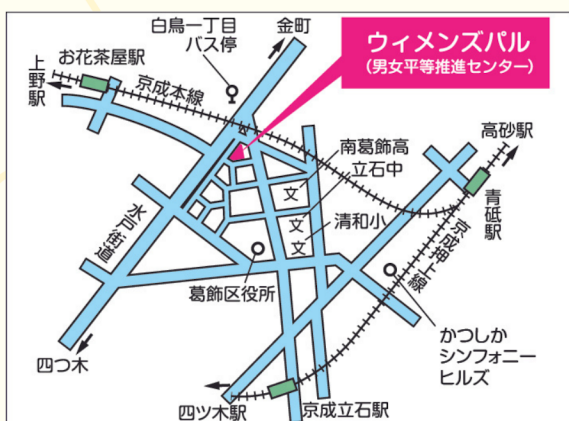 白鳥一丁目
バス停
金町
ウィメンズパル
(男女平等推進センター)
お花茶屋駅
上野駅
京成本線
南葛飾高
立石中
清和小
文
文
文
高砂駅
青砥駅
京成押上線
水戸街道
葛飾区役所
かつしか
シンフォニー
ヒルズ
四つ木
四ツ木駅
京成立石駅